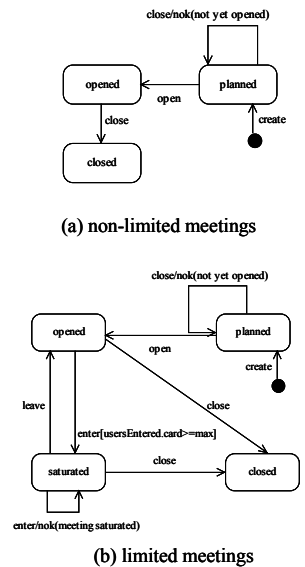 close/nok(not yet opened)
opened
planned
open
close
create
closed
(a) non-limited meetings
close/nok(not yet opened)
opened
planned
open
create
close
leave
enter[usersEntered.card>=max]
saturated
close
closed
enter/nok(meeting saturated)
(b) limited meetings